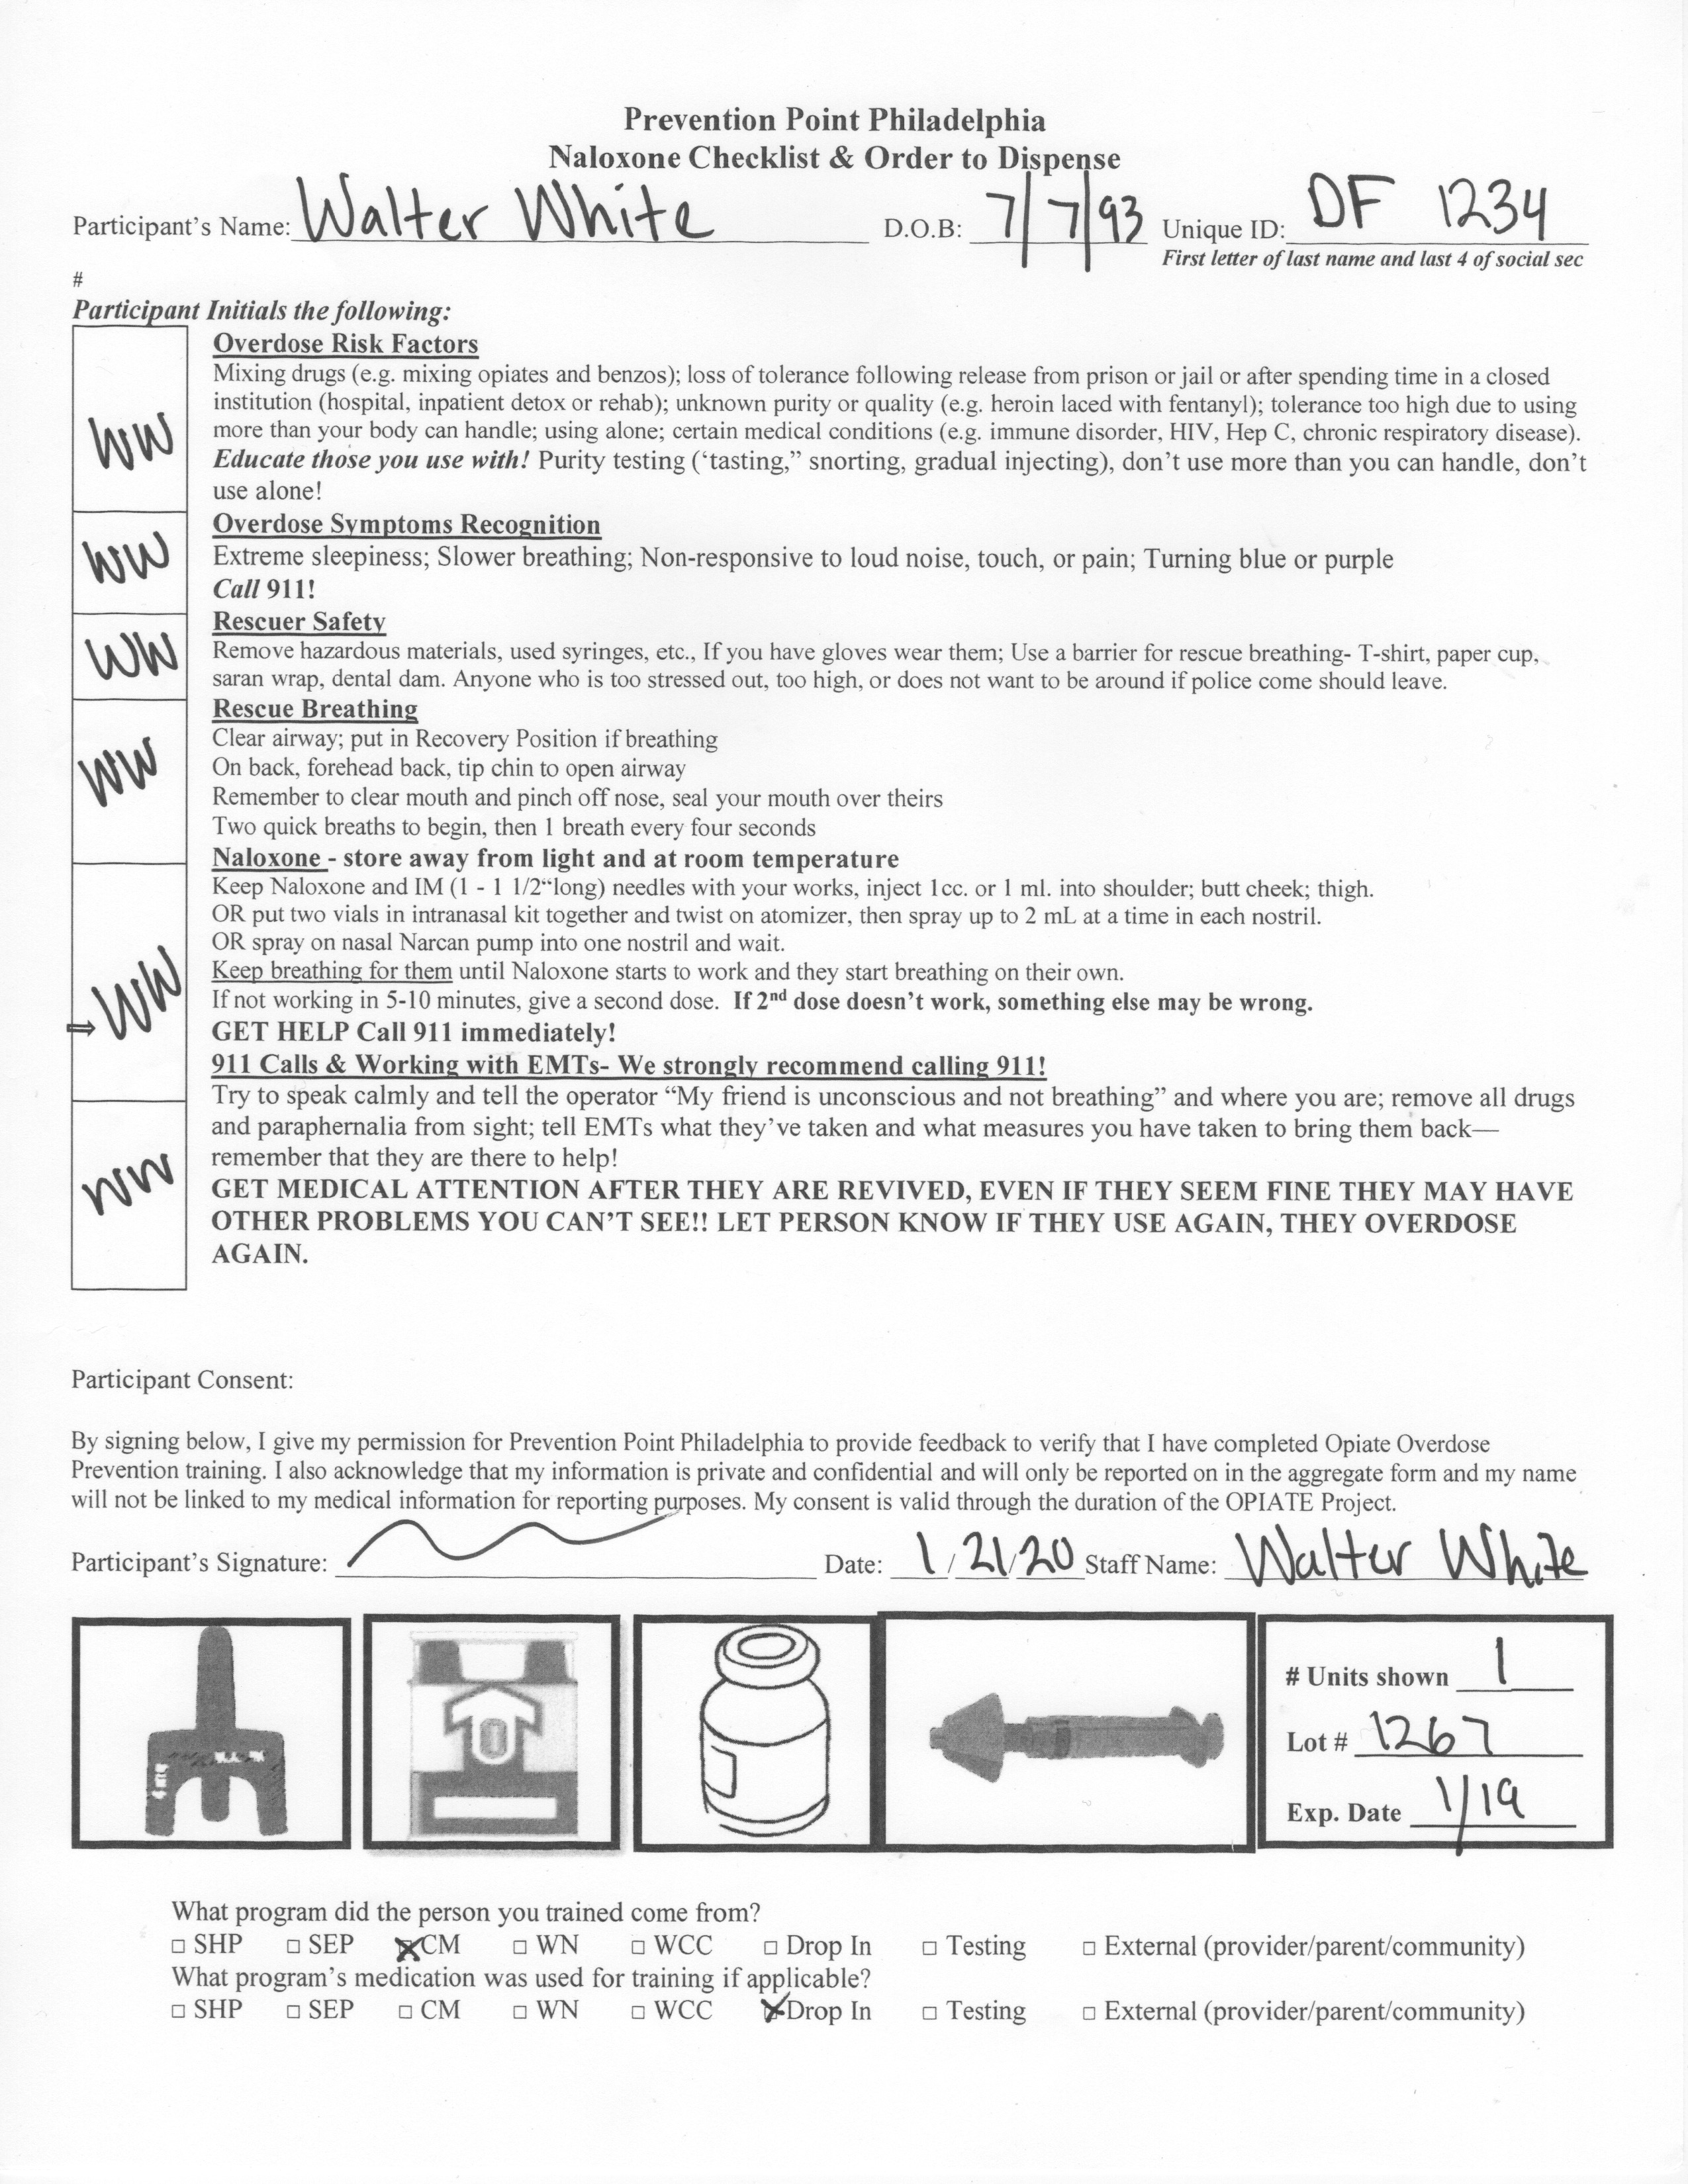 Prevention Point Philadelphia
Naloxone Checklist & Order to Dispense
Participant's Name: Walter White D.O.B: 7/7/93 Unique ID: DF 1234
First letter of last name and last 4 of social sec
#
Participant Initials the following:
Overdose Risk Factors
Mixing drugs (e.g. mixing opiates and benzos); loss of tolerance following release from prison or jail or after spending time in a closed
institution (hospital, inpatient detox or rehab); unknown purity or quality (e.g. heroin laced with fentanyl); tolerance too high due to using
WW more than your body can handle; using alone; certain medical conditions (e.g. immune disorder, HIV, Hep C, chronic respiratory disease).
Educate those you use with! Purity testing (‘tasting,” snorting, gradual injecting), don't use more than you can handle, don't
use alone!
Overdose Symptoms Recognition
WW Extreme sleepiness; Slower breathing; Non-responsive to loud noise, touch, or pain; Turning blue or purple
Call 911!
Rescuer Safety
WW Remove hazardous materials, used syringes, etc., If you have gloves wear them; Use a barrier for rescue breathing- T-shirt, paper cup,
saran wrap, dental dam. Anyone who is too stressed out, too high, or does not want to be around if police come should leave.
Rescue Breathing
Clear airway; put in Recovery Position if breathing
WW On back, forehead back, tip chin to open airway
Remember to clear mouth and pinch off nose, seal your mouth over theirs
Two quick breaths to begin, then 1 breath every four seconds
Naloxone - store away from light and at room temperature
Keep Naloxone and IM (1 - 1 1/2“long) needles with your works, inject 1cc. or 1 ml. into shoulder; butt cheek; thigh.
OR put two vials in intranasal kit together and twist on atomizer, then spray up to 2 mL at a time in each nostril.
OR spray on nasal Narcan pump into one nostril and wait.
Keep breathing for them until Naloxone starts to work and they start breathing on their own.
⇒ WW If not working in 5-10 minutes, give a second dose. If 2nd dose doesn't work, something else may be wrong.
GET HELP Call 911 immediately!
911 Calls & Working with EMTs- We strongly recommend calling 911!
Try to speak calmly and tell the operator “My friend is unconscious and not breathing” and where you are; remove all drugs
and paraphernalia from sight; tell EMTs what they've taken and what measures you have taken to bring them back—
remember that they are there to help!
WW GET MEDICAL ATTENTION AFTER THEY ARE REVIVED, EVEN IF THEY SEEM FINE THEY MAY HAVE
OTHER PROBLEMS YOU CAN'T SEE!! LET PERSON KNOW IF THEY USE AGAIN, THEY OVERDOSE
AGAIN.
Participant Consent:
By signing below, I give my permission for Prevention Point Philadelphia to provide feedback to verify that I have completed Opiate Overdose
Prevention training. I also acknowledge that my information is private and confidential and will only be reported on in the aggregate form and my name
will not be linked to my medical information for reporting purposes. My consent is valid through the duration of the OPIATE Project.
Participant's Signature: Date: 1/21/20 Staff Name: Walter White
# Units shown 1
Lot # 1267
Exp. Date 1/19
What program did the person you trained come from?
□ SHP □ SEP ☒ CM □ WN □ WCC □ Drop In □ Testing □ External (provider/parent/community)
What program's medication was used for training if applicable?
□ SHP □ SEP □ CM □ WN □ WCC ☒ Drop In □ Testing □ External (provider/parent/community)